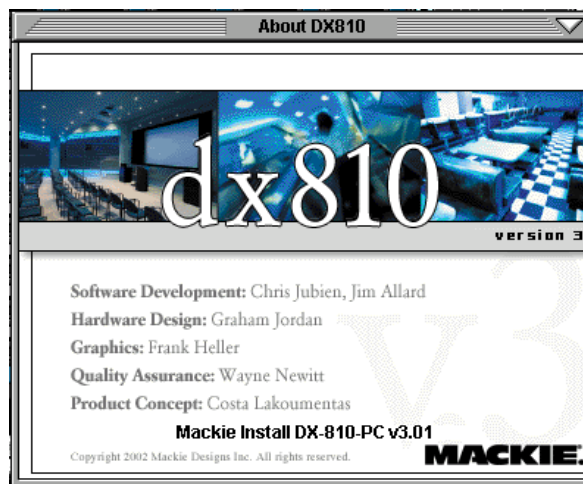 About DX810
dx810
version 3
Software Development: Chris Jubien, Jim Allard
Hardware Design: Graham Jordan
Graphics: Frank Heller
Quality Assurance: Wayne Newitt
Product Concept: Costa Lakoumentas
v3
Mackie Install DX-810-PC v3.01
Copyright 2002 Mackie Designs Inc. All rights reserved.
MACKIE.